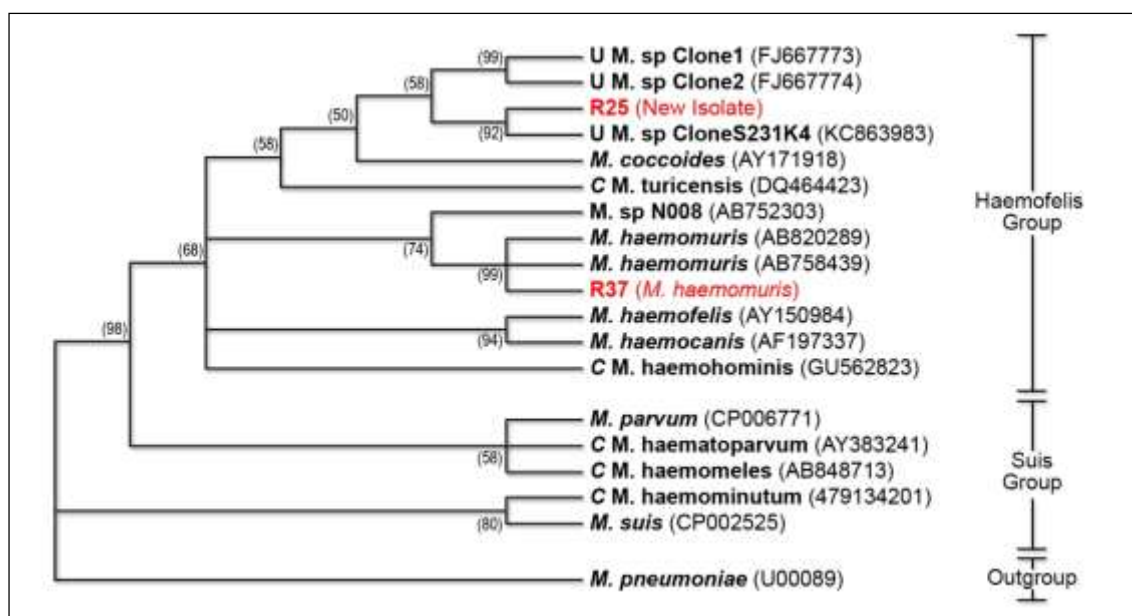 (99)
U M. sp Clone1 (FJ667773)
U M. sp Clone2 (FJ667774)
(58)
R25 (New Isolate)
(50)
(92)
U M. sp CloneS231K4 (KC863983)
(58)
M. coccoides (AY171918)
C M. turicensis (DQ464423)
Haemofelis
Group
M. sp N008 (AB752303)
(68)
(74)
M. haemomuris (AB820289)
M. haemomuris (AB758439)
(99)
R37 (M. haemomuris)
M. haemofelis (AY150984)
(98)
(94)
M. haemocanis (AF197337)
C M. haemohominis (GU562823)
M. parvum (CP006771)
C M. haematoparvum (AY383241)
(58)
C M. haemomeles (AB848713)
Suis
Group
C M. haemominutum (479134201)
(80)
M. suis (CP002525)
M. pneumoniae (U00089)
Outgroup